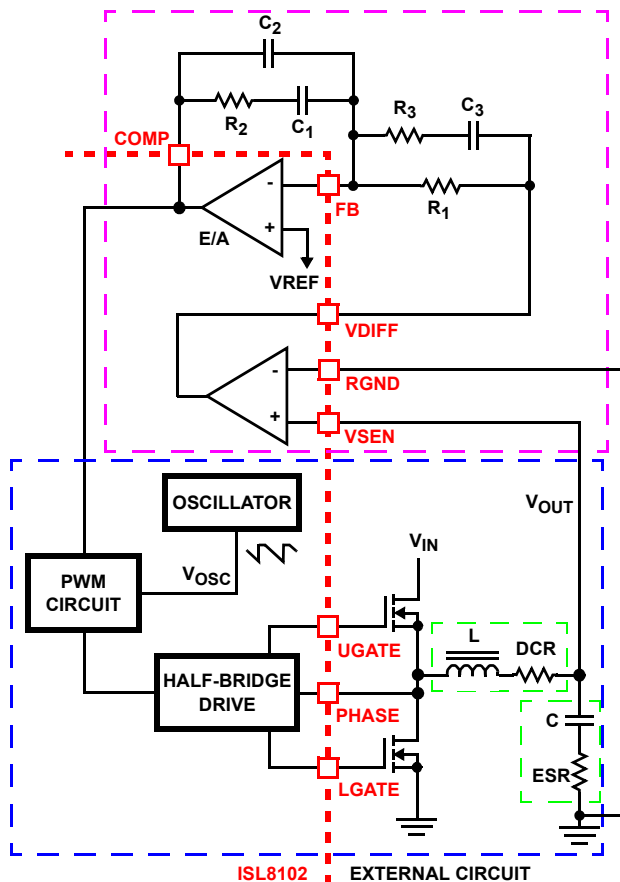 C2
R2
C1
R3
C3
COMP
-
R1
FB
E/A
+
VREF
VDIFF
-
RGND
+
VSEN
OSCILLATOR
VOUT
VIN
PWM
CIRCUIT
VOSC
L
DCR
UGATE
HALF-BRIDGE
DRIVE
PHASE
C
ESR
LGATE
ISL8102
EXTERNAL CIRCUIT